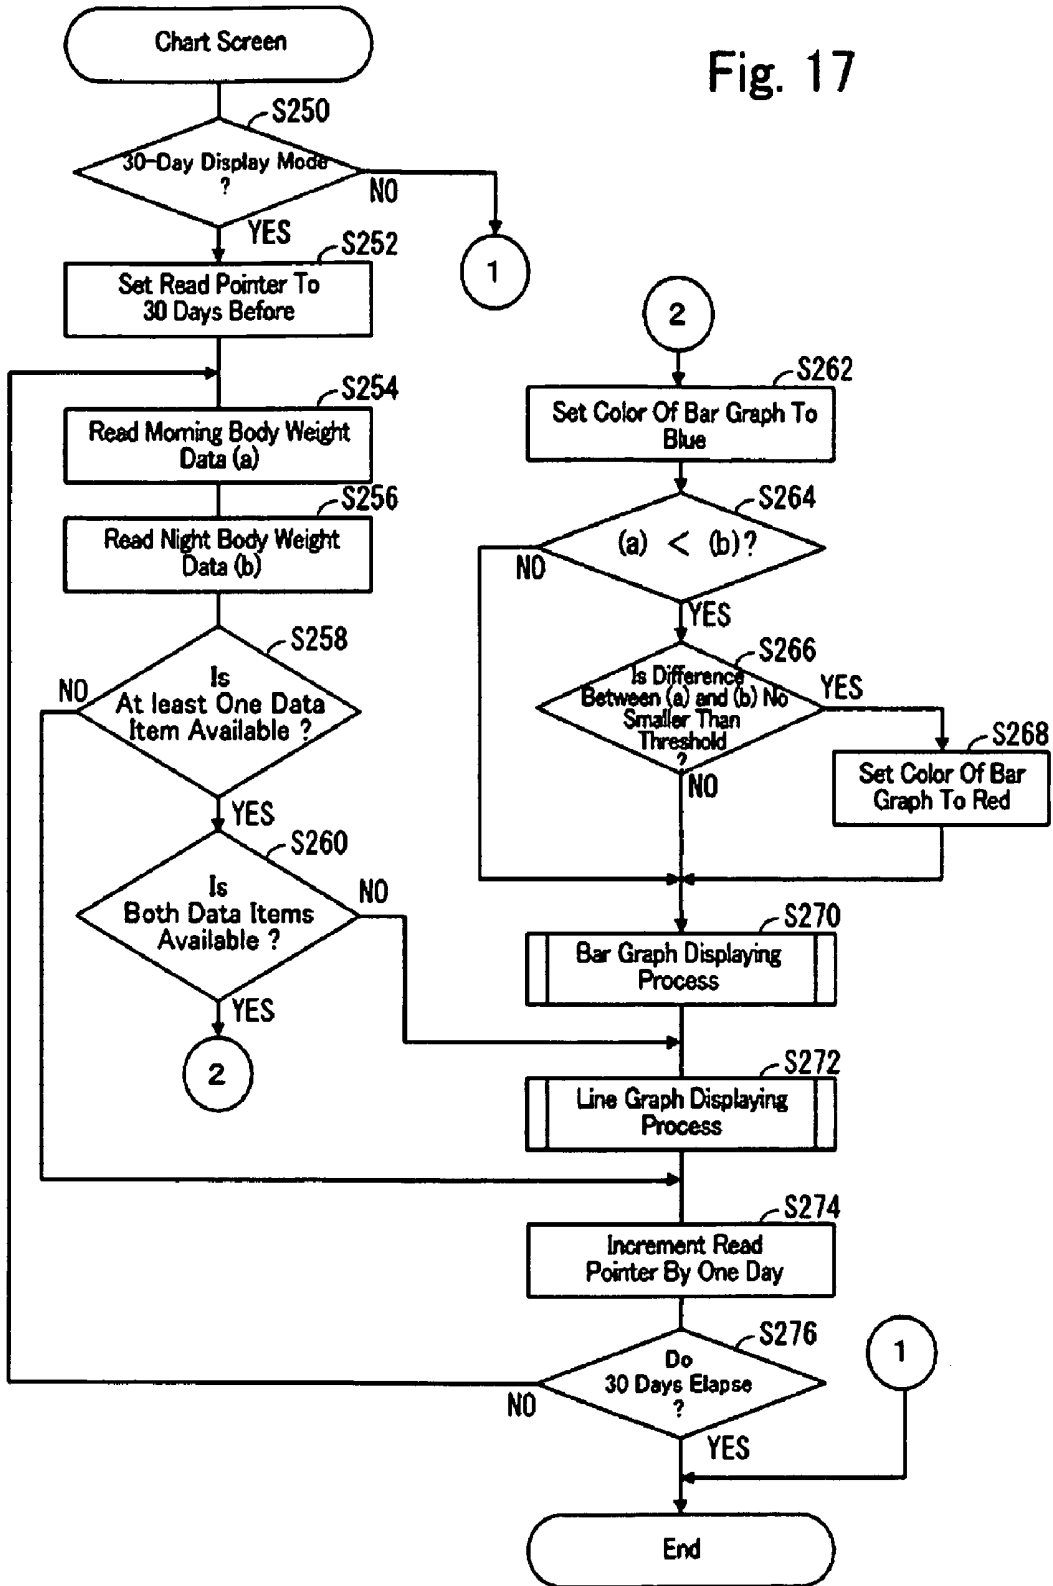 Chart Screen
Fig. 17
S250
30-Day Display Mode
?
NO
YES
1
S252
Set Read Pointer To
30 Days Before
S254
Read Morning Body Weight
Data (a)
S256
Read Night Body Weight
Data (b)
S258
Is
At least One Data
Item Available ?
NO
YES
S260
Is
Both Data Items
Available ?
NO
YES
2
2
S262
Set Color Of Bar Graph To
Blue
S264
(a) < (b)?
NO
YES
S266
Is Difference
Between (a) and (b) No
Smaller Than
Threshold
?
YES
NO
S268
Set Color Of Bar
Graph To Red
S270
Bar Graph Displaying
Process
S272
Line Graph Displaying
Process
S274
Increment Read
Pointer By One Day
S276
Do
30 Days Elapse
?
NO
YES
1
End